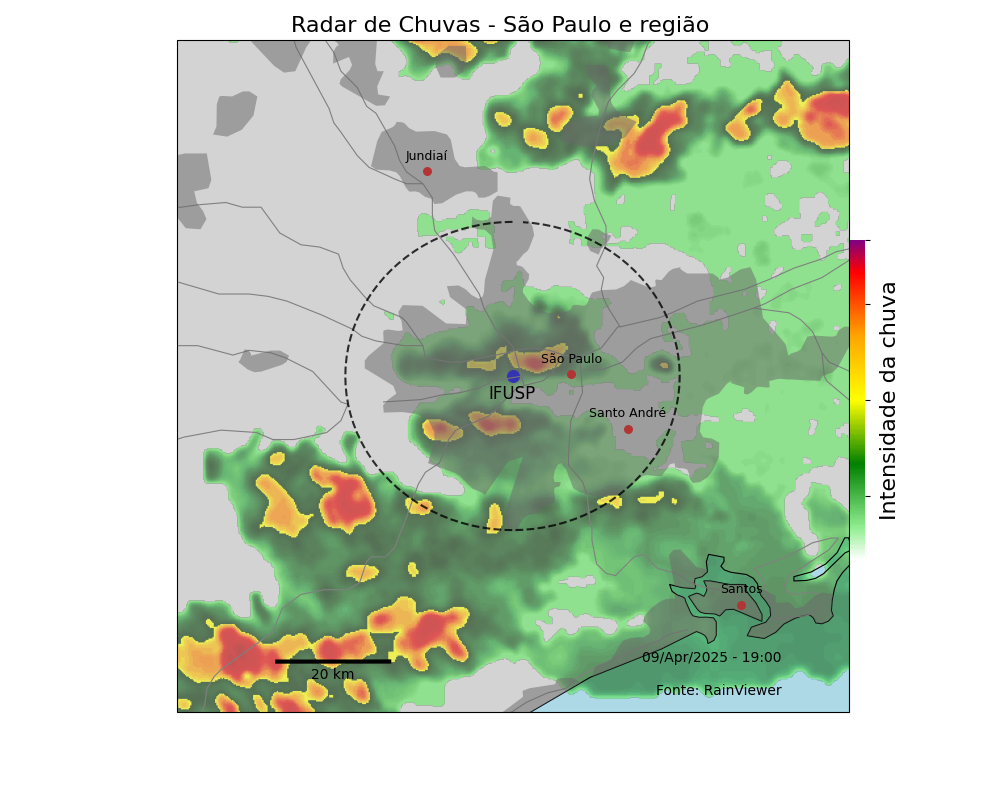 Radar de Chuvas - São Paulo e região
Jundiaí
São Paulo
IFUSP
Santo André
Intensidade da chuva
Santos
09/Apr/2025 - 19:00
20 km
Fonte: RainViewer